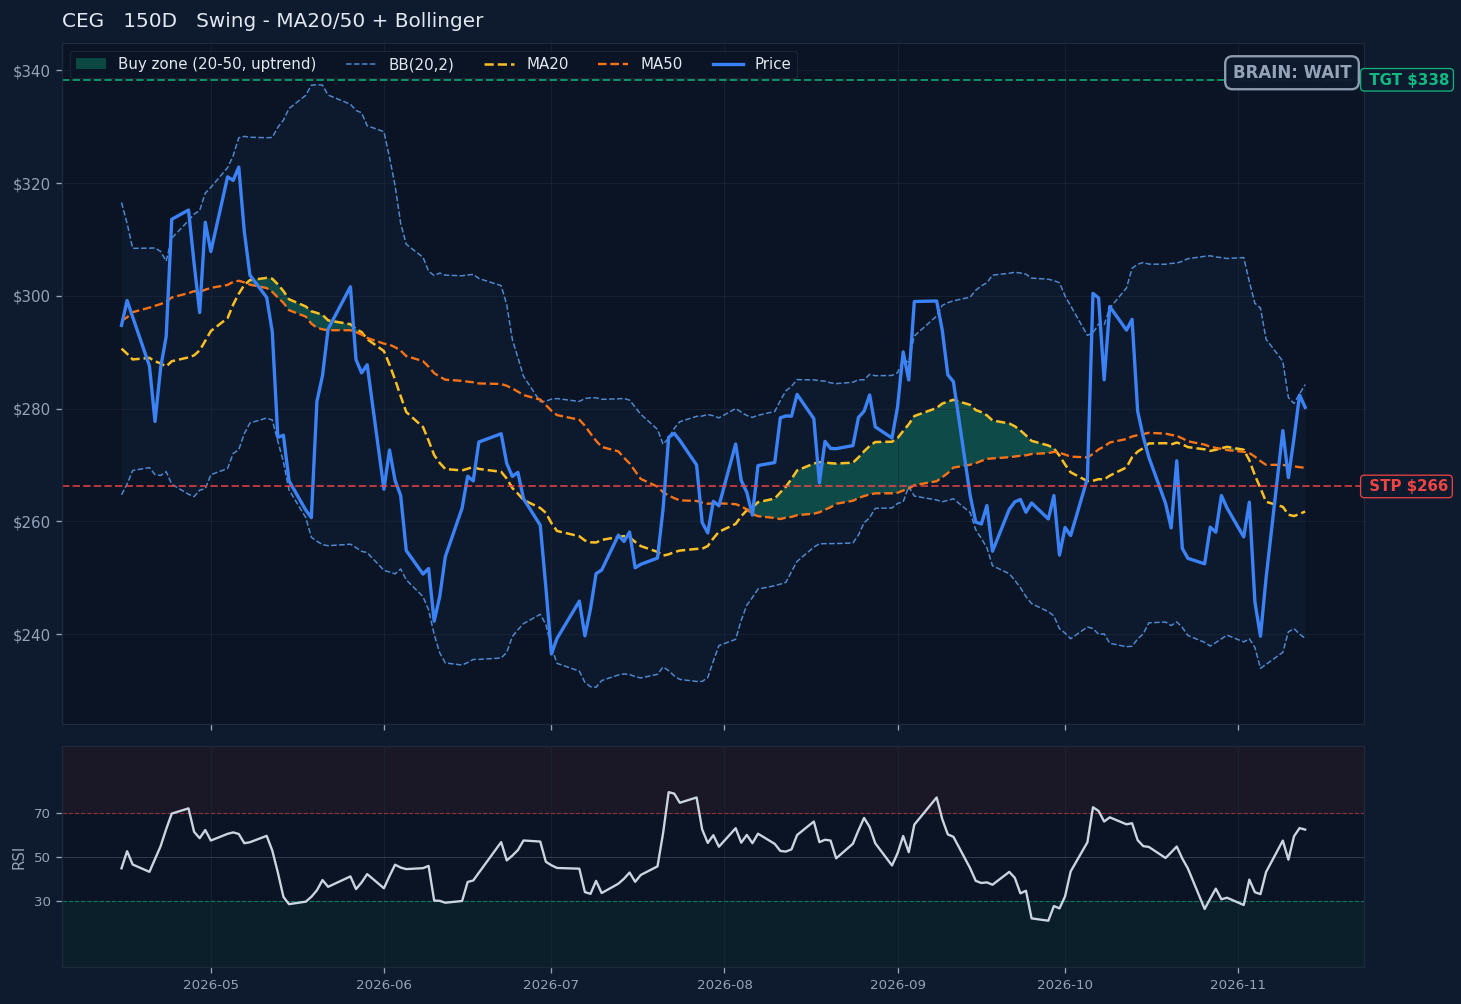 CEG 150D Swing - MA20/50 + Bollinger
Buy zone (20-50, uptrend) BB(20,2) MA20 MA50 Price
BRAIN: WAIT
TGT $338
$340
$320
$300
$280
STP $266
$260
$240
RSI
70
50
30
2026-05 2026-06 2026-07 2026-08 2026-09 2026-10 2026-11